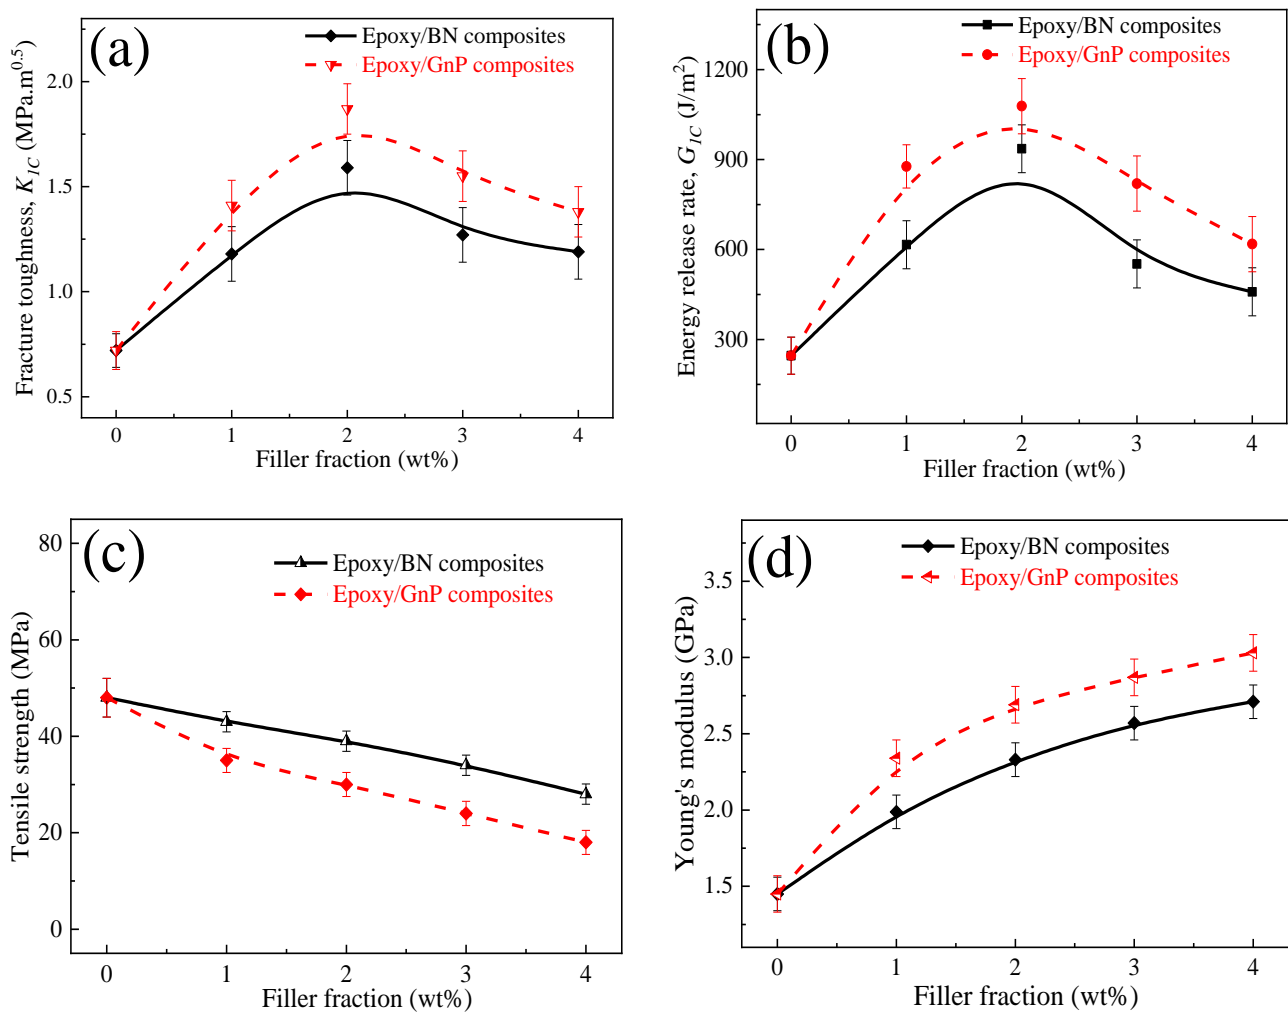 (a)
Epoxy/BN composites
Epoxy/GnP composites
Fracture toughness, K_IC (MPa.m^0.5)
2.0
1.5
1.0
0.5
0 1 2 3 4
Filler fraction (wt%)
(b)
Epoxy/BN composites
Epoxy/GnP composites
Energy release rate, G_IC (J/m²)
1200
900
600
300
0 1 2 3 4
Filler fraction (wt%)
(c)
Epoxy/BN composites
Epoxy/GnP composites
Tensile strength (MPa)
80
60
40
20
0
0 1 2 3 4
Filler fraction (wt%)
(d)
Epoxy/BN composites
Epoxy/GnP composites
Young's modulus (GPa)
3.5
3.0
2.5
2.0
1.5
0 1 2 3 4
Filler fraction (wt%)